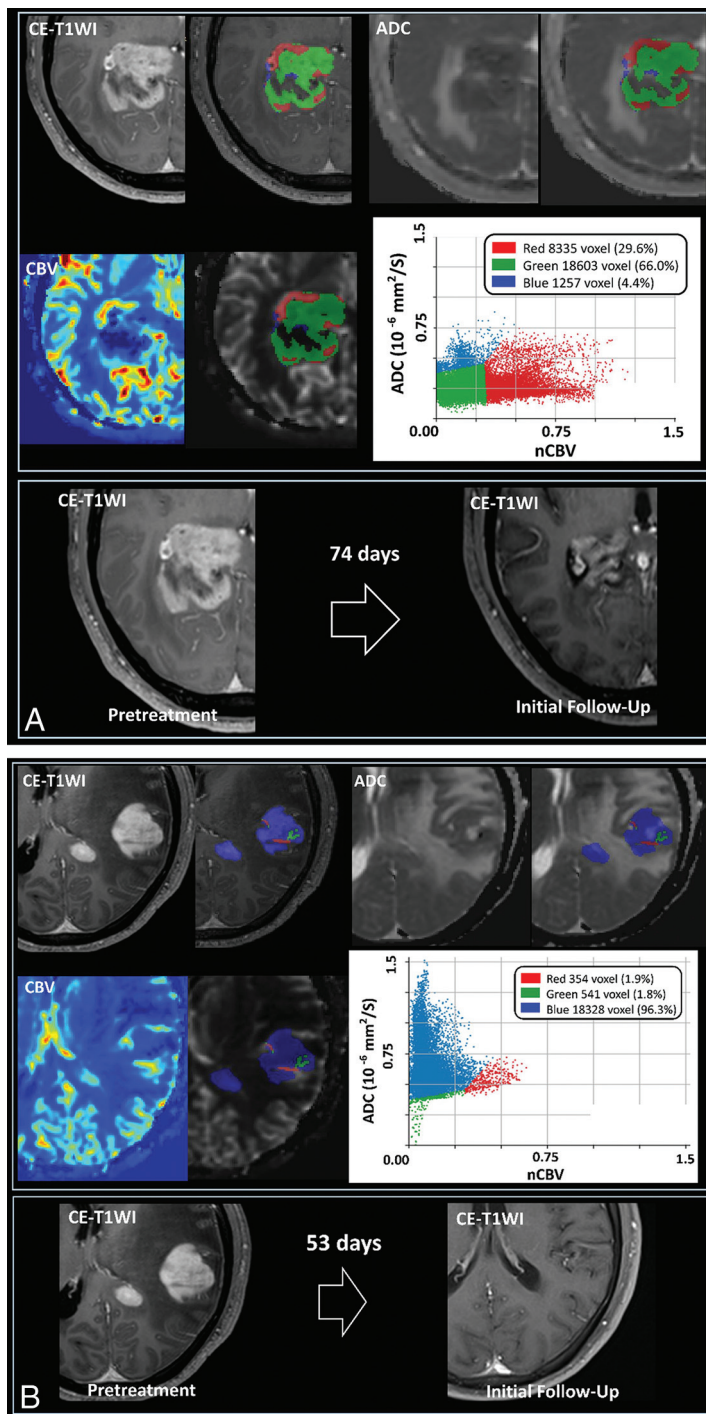 CE-T1WI
ADC
CBV
1.5
Red 8335 voxel (29.6%)
Green 18603 voxel (66.0%)
Blue 1257 voxel (4.4%)
ADC (10 -6 mm2/S)
0.75
0.00
0.75
1.5
nCBV
CE-T1WI
CE-T1WI
74 days
Pretreatment
Initial Follow-Up
A
CE-T1WI
ADC
CBV
1.5
Red 354 voxel (1.9%)
Green 541 voxel (1.8%)
Blue 18328 voxel (96.3%)
ADC (10 -6 mm2/S)
0.75
0.00
0.75
1.5
nCBV
CE-T1WI
CE-T1WI
53 days
Pretreatment
Initial Follow-Up
B